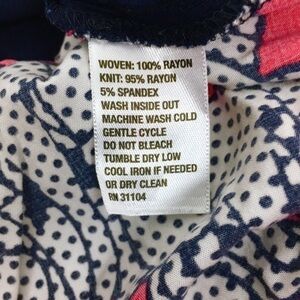 WOVEN: 100% RAYON
KNIT: 95% RAYON
5% SPANDEX
WASH INSIDE OUT
MACHINE WASH COLD
GENTLE CYCLE
DO NOT BLEACH
TUMBLE DRY LOW
COOL IRON IF NEEDED
OR DRY CLEAN
RN 31104